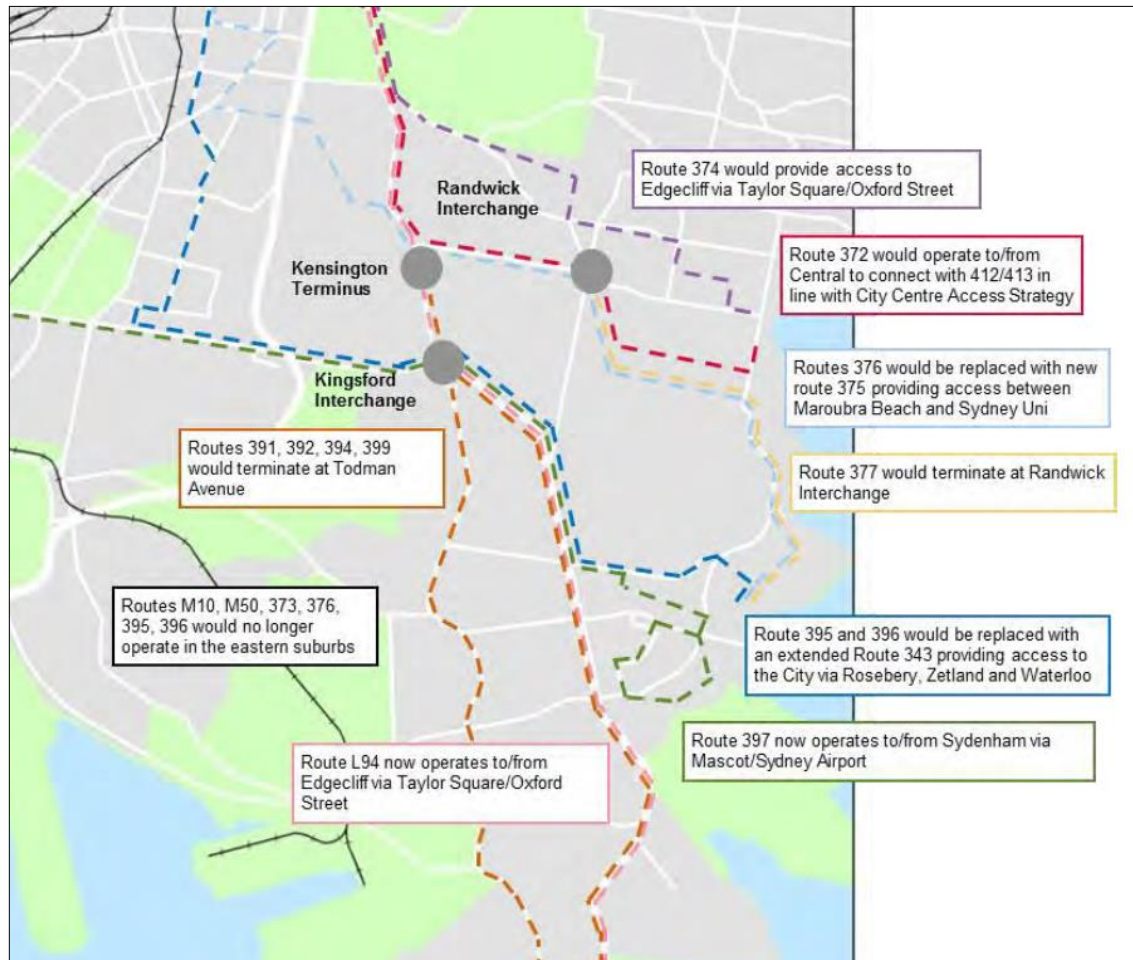 Route 374 would provide access to
Edgecliff via Taylor Square/Oxford Street
Randwick
Interchange
Route 372 would operate to/from
Central to connect with 412/413 in
line with City Centre Access Strategy
Kensington
Terminus
Routes 376 would be replaced with new
route 375 providing access between
Maroubra Beach and Sydney Uni
Kingsford
Interchange
Routes 391, 392, 394, 399
would terminate at Todman
Avenue
Route 377 would terminate at Randwick
Interchange
Routes M10, M50, 373, 376,
395, 396 would no longer
operate in the eastern suburbs
Route 395 and 396 would be replaced with
an extended Route 343 providing access to
the City via Rosebery, Zetland and Waterloo
Route L94 now operates to/from
Edgecliff via Taylor Square/Oxford
Street
Route 397 now operates to/from Sydenham via
Mascot/Sydney Airport